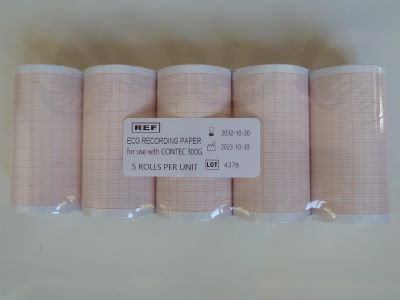 REF
ECG RECORDING PAPER
for use with CONTEC 300G
5 ROLLS PER UNIT
2032-10-30
2023-10-30
LOT 4378